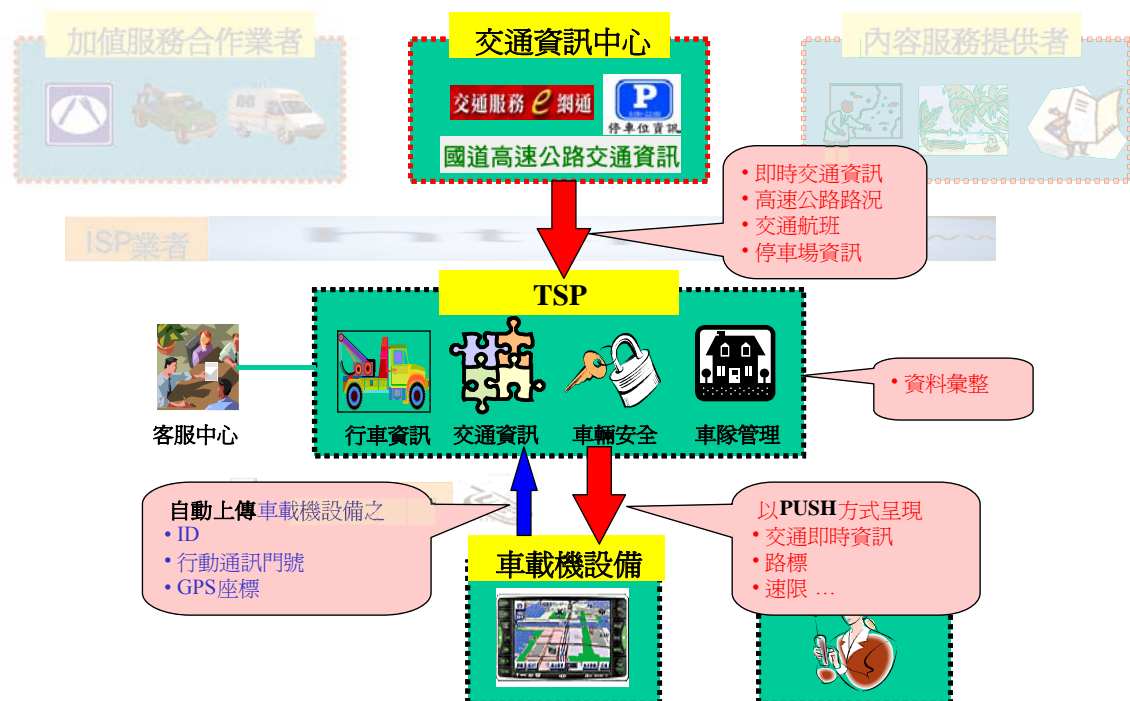 加值服務合作業者
交通資訊中心
內容服務提供者
交通服務 e 網通
P
停車位資訊
國道高速公路交通資訊
• 即時交通資訊
• 高速公路路況
• 交通航班
• 停車場資訊
ISP業者
TSP
• 資料彙整
客服中心
行車資訊
交通資訊
車輛安全
車隊管理
自動上傳車載機設備之
• ID
• 行動通訊門號
• GPS座標
以PUSH方式呈現
• 交通即時資訊
• 路標
• 速限 ...
車載機設備